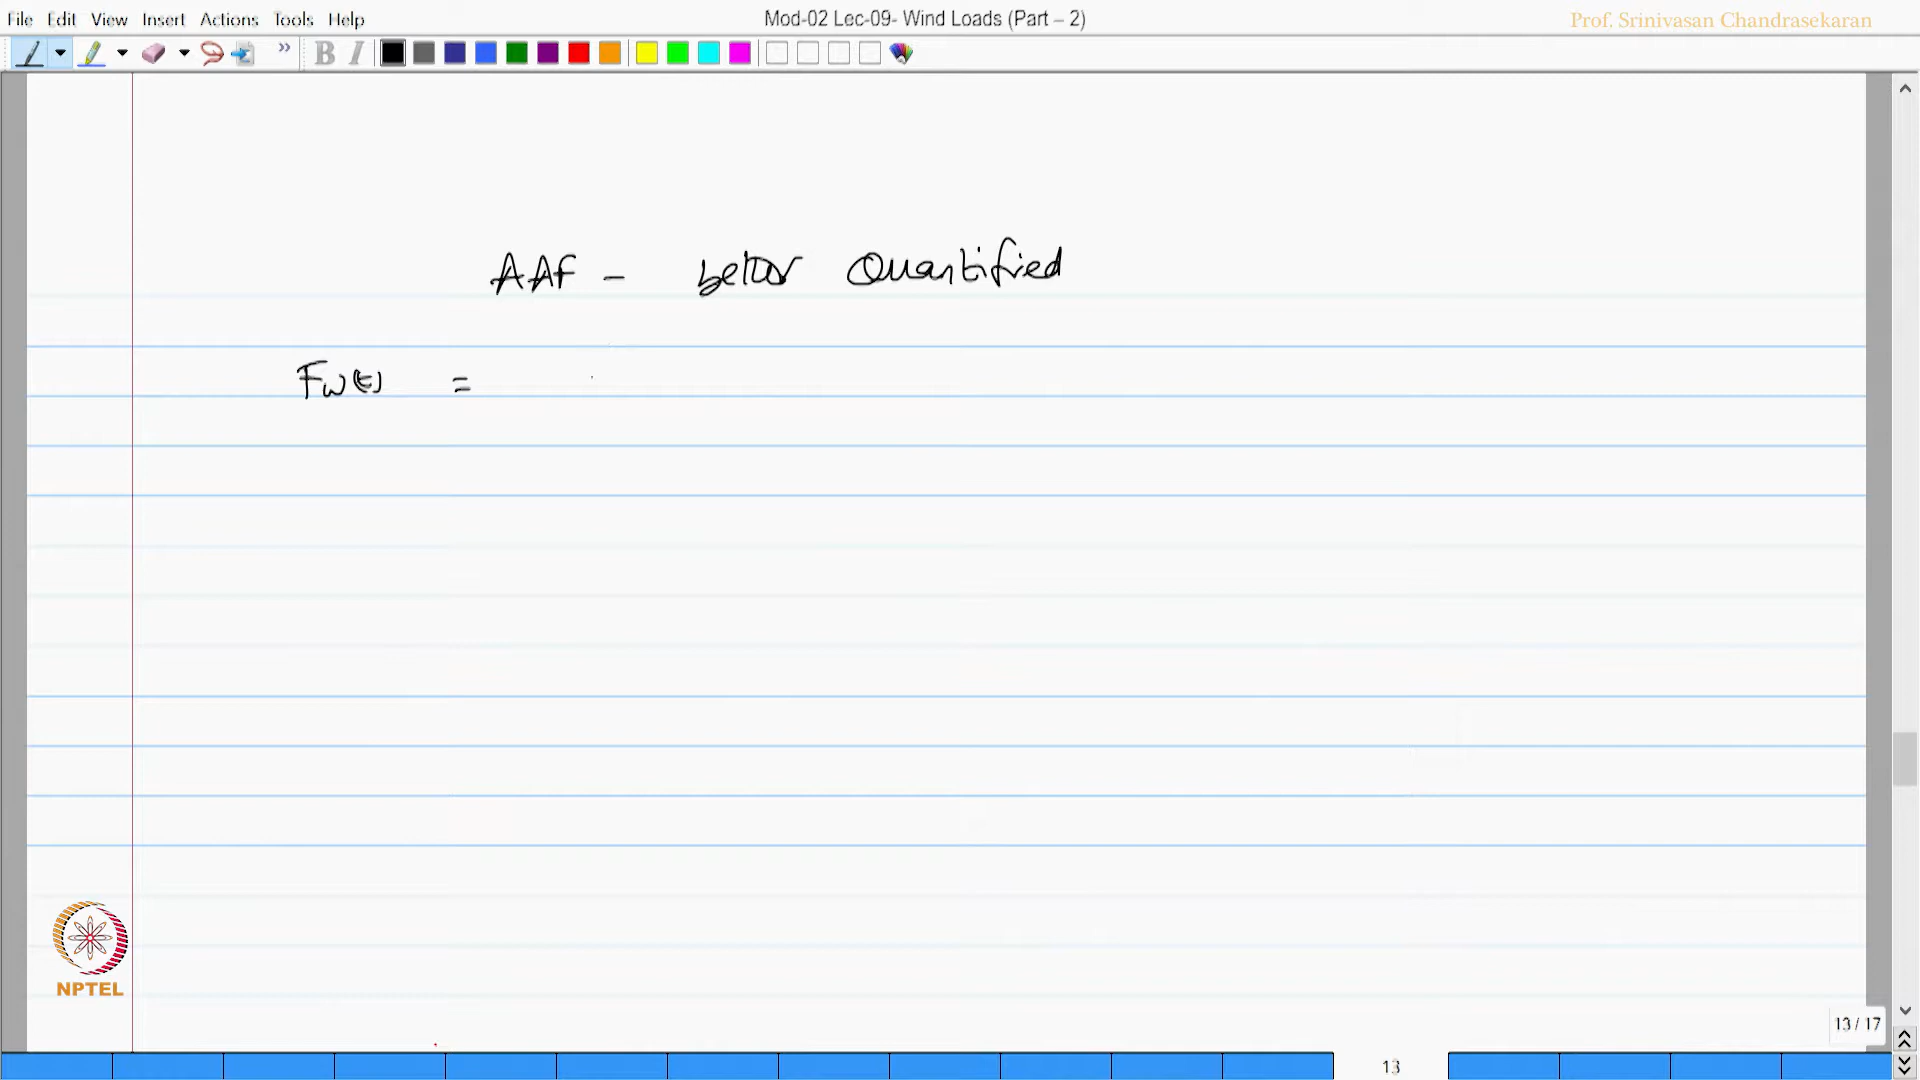 File Edit View Insert Actions Tools Help
Mod-02 Lec-09- Wind Loads (Part – 2)
Prof. Srinivasan Chandrasekaran
B I
AAF - better Quantified
Fw(t) =
NPTEL
13 / 17
13